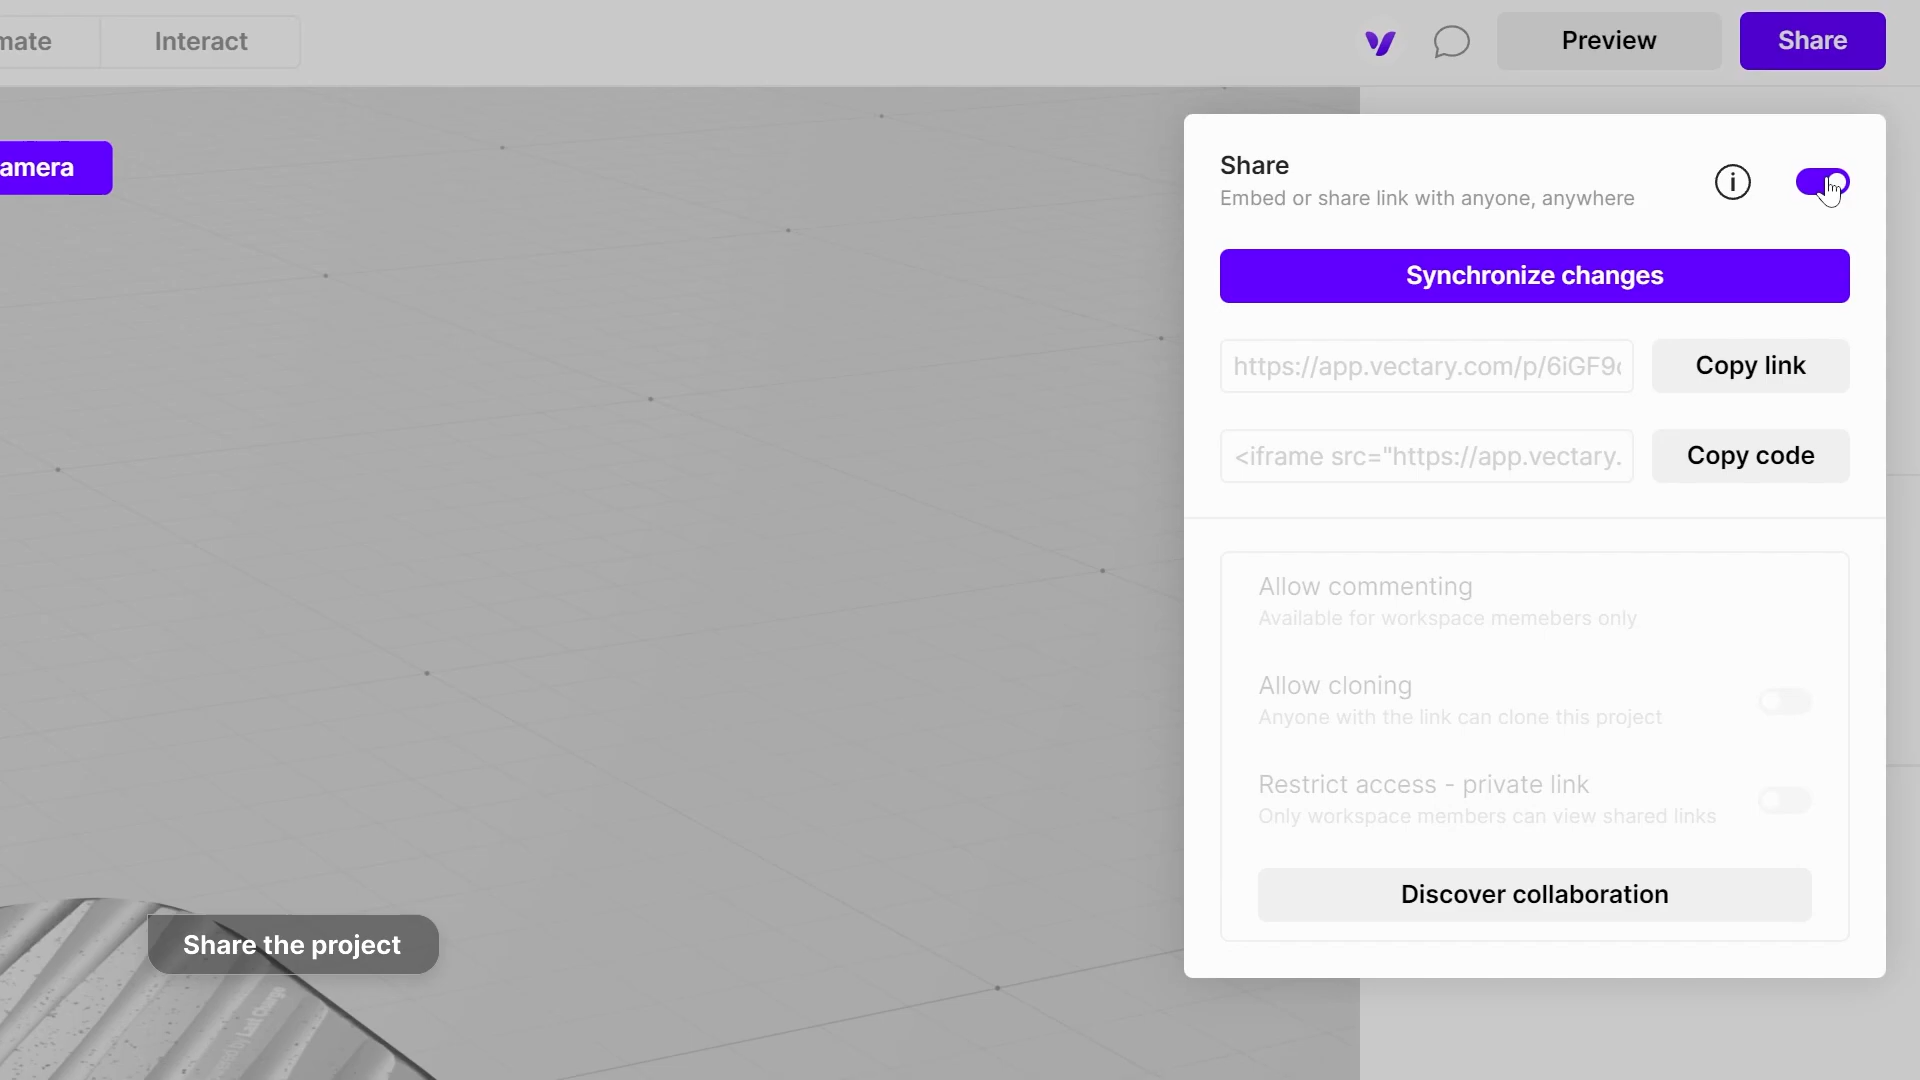 mate
Interact
Preview
Share
amera
Share
Embed or share link with anyone, anywhere
Synchronize changes
https://app.vectary.com/p/6iGF9
Copy link
<iframe src="https://app.vectary.
Copy code
Allow commenting
Available for workspace memebers only
Allow cloning
Anyone with the link can clone this project
Restrict access - private link
Only workspace members can view shared links
Discover collaboration
Share the project